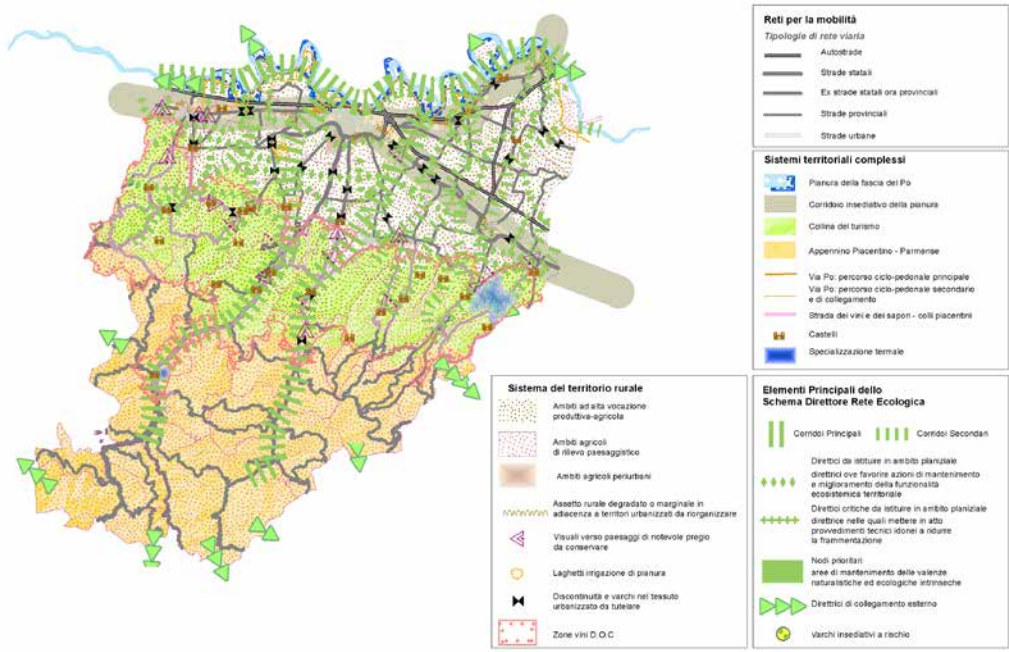 Reti per la mobilità
Tipologie di rete viaria
Autostrade
Strade statali
Ex strade statali ora provinciali
Strade provinciali
Strade urbane
Sistemi territoriali complessi
Pianura della fascia del Po
Corridoio insediativo della pianura
Collina del turismo
Appennino Piacentino - Parmense
Via Po: percorso ciclo-pedonale principale
Via Po: percorso ciclo-pedonale secondario
e di collegamento
Strada dei vini e dei sapori - colli piacentini
Castelli
Specializzazione termale
Sistema del territorio rurale
Ambiti ad alta vocazione
produttiva-agricola
Ambiti agricoli
di rilievo paesaggistico
Ambiti agricoli periurbani
Assetto rurale degradato o marginale in
adiacenza a territori urbanizzati da riorganizzare
Visuali verso paesaggi di notevole pregio
da conservare
Laghetti irrigazione di pianura
Discontinuità e varchi nel tessuto
urbanizzato da tutelare
Zone vini D.O.C
Elementi Principali dello
Schema Direttore Rete Ecologica
Corridoi Principali
Corridoi Secondari
Direttici da istituire in ambito planiziale
direttrici ove favorire azioni di mantenimento
e miglioramento della funzionalità
ecosistemica territoriale
Direttici critiche da istituire in ambito planiziale
direttrice nelle quali mettere in atto
provvedimenti tecnici idonei a ridurre
la frammentazione
Nodi prioritari
aree di mantenimento delle valenze
naturalistiche ed ecologiche intrinseche
Direttrici di collegamento esterno
Varchi insediativi a rischio